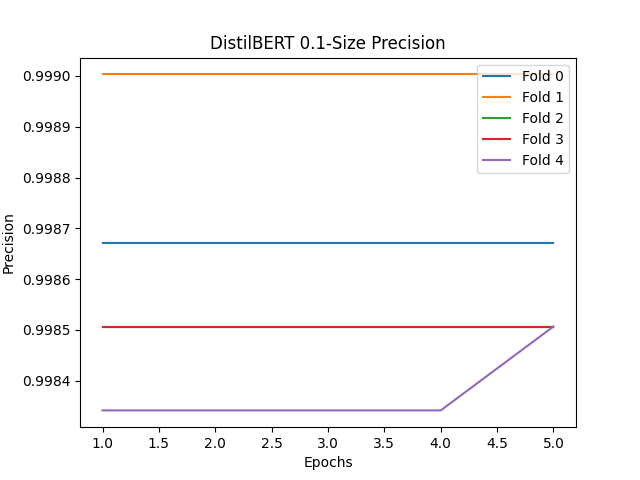 DistilBERT 0.1-Size Precision
0.9990
0.9989
0.9988
0.9987
0.9986
0.9985
0.9984
Precision
Fold 0
Fold 1
Fold 2
Fold 3
Fold 4
1.0 1.5 2.0 2.5 3.0 3.5 4.0 4.5 5.0
Epochs